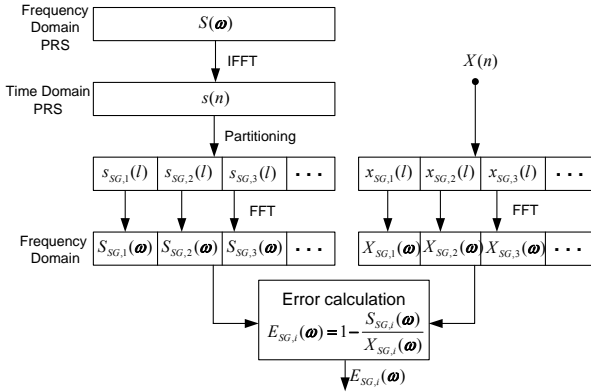 Frequency Domain PRS
S(ω)
IFFT
X(n)
Time Domain PRS
s(n)
Partitioning
s_{SG,1}(l) s_{SG,2}(l) s_{SG,3}(l) ...
x_{SG,1}(l) x_{SG,2}(l) x_{SG,3}(l) ...
FFT
FFT
Frequency Domain
S_{SG,1}(ω) S_{SG,2}(ω) S_{SG,3}(ω) ...
X_{SG,1}(ω) X_{SG,2}(ω) X_{SG,3}(ω) ...
Error calculation
E_{SG,i}(ω) = 1 - S_{SG,i}(ω) / X_{SG,i}(ω)
E_{SG,i}(ω)